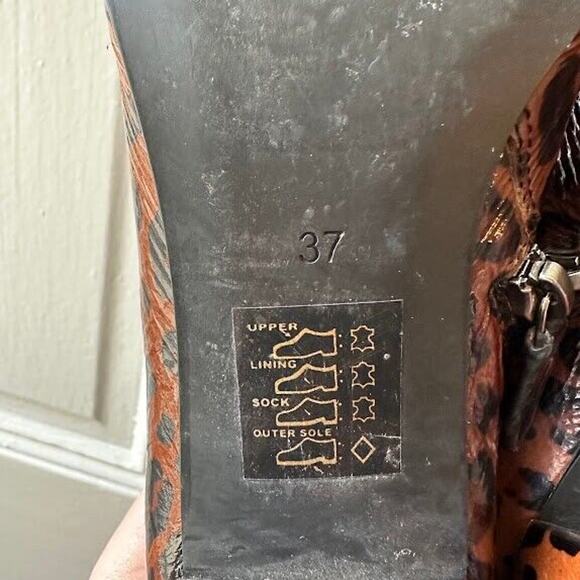 37
UPPER
LINING
SOCK
OUTER SOLE